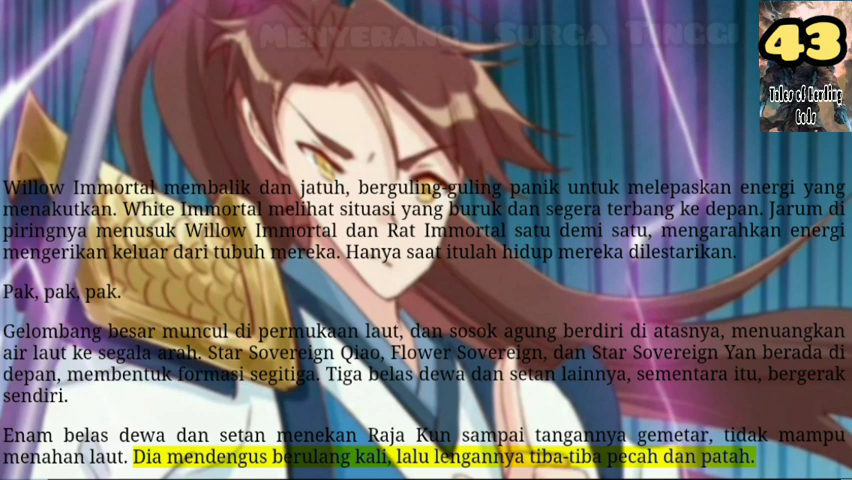 Menyerang Surga Tinggi
43
Tales of Herding
Gods
Willow Immortal membalik dan jatuh, berguling-guling panik untuk melepaskan energi yang
menakutkan. White Immortal melihat situasi yang buruk dan segera terbang ke depan. Jarum di
piringnya menusuk Willow Immortal dan Rat Immortal satu demi satu, mengarahkan energi
mengerikan keluar dari tubuh mereka. Hanya saat itulah hidup mereka dilestarikan.
Pak, pak, pak.
Gelombang besar muncul di permukaan laut, dan sosok agung berdiri di atasnya, menuangkan
air laut ke segala arah. Star Sovereign Qiao, Flower Sovereign, dan Star Sovereign Yan berada di
depan, membentuk formasi segitiga. Tiga belas dewa dan setan lainnya, sementara itu, bergerak
sendiri.
Enam belas dewa dan setan menekan Raja Kun sampai tangannya gemetar, tidak mampu
menahan laut. Dia mendengus berulang kali, lalu lengannya tiba-tiba pecah dan patah.